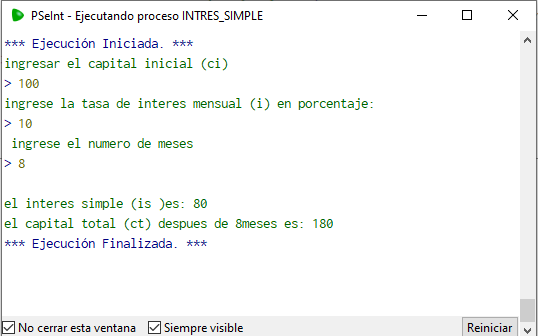 PSeInt - Ejecutando proceso INTRES_SIMPLE
*** Ejecución Iniciada. ***
ingresar el capital inicial (ci)
> 100
ingrese la tasa de interes mensual (i) en porcentaje:
> 10
ingrese el numero de meses
> 8
el interes simple (is )es: 80
el capital total (ct) despues de 8meses es: 180
*** Ejecución Finalizada. ***
No cerrar esta ventana Siempre visible Reiniciar